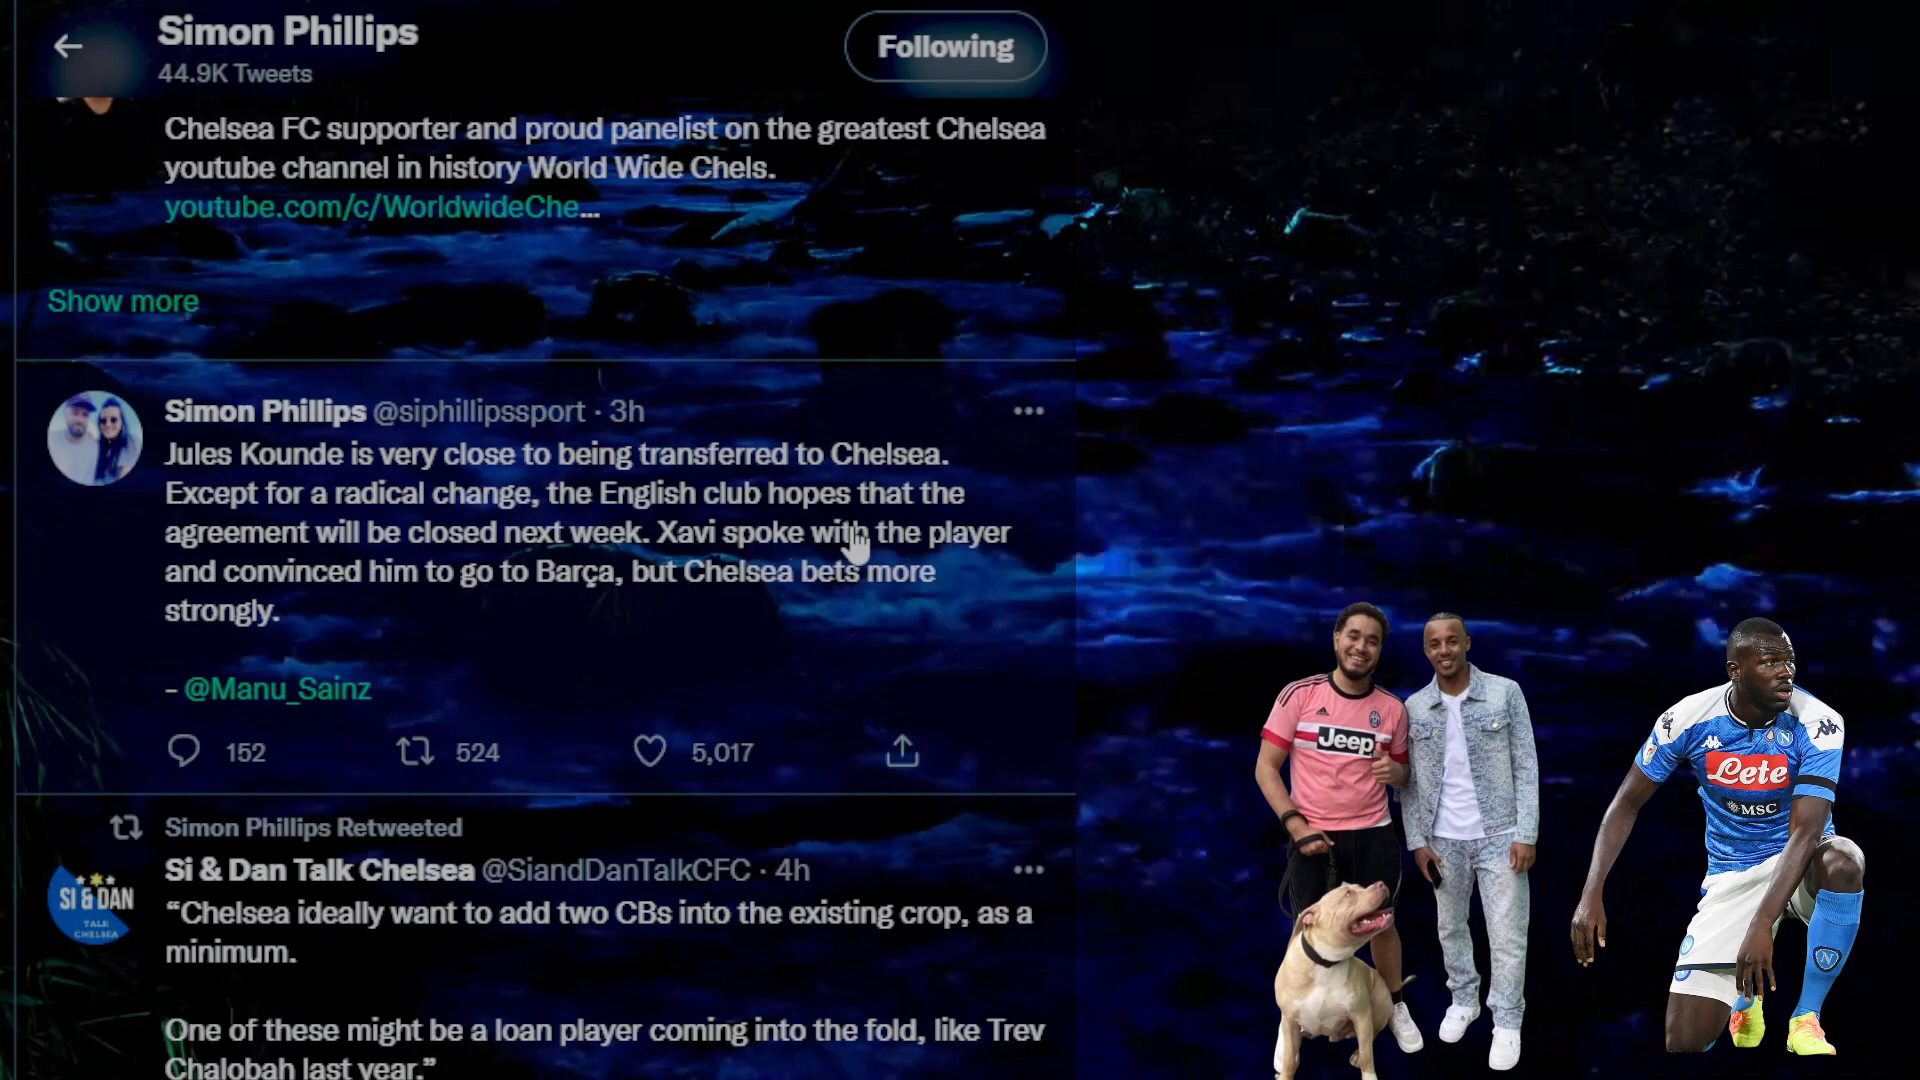 Simon Phillips
44.9K Tweets
Following
Chelsea FC supporter and proud panelist on the greatest Chelsea
youtube channel in history World Wide Chels.
youtube.com/c/WorldwideChe...
Show more
Simon Phillips @siphillipssport · 3h
Jules Kounde is very close to being transferred to Chelsea.
Except for a radical change, the English club hopes that the
agreement will be closed next week. Xavi spoke with the player
and convinced him to go to Barça, but Chelsea bets more
strongly.
- @Manu_Sainz
152 524 5,017
Simon Phillips Retweeted
Si & Dan Talk Chelsea @SiandDanTalkCFC · 4h
SI & DAN
TALK
CHELSEA
“Chelsea ideally want to add two CBs into the existing crop, as a
minimum.
One of these might be a loan player coming into the fold, like Trev
Chalobah last year.”
Jeep
Lete
MSC
N
N